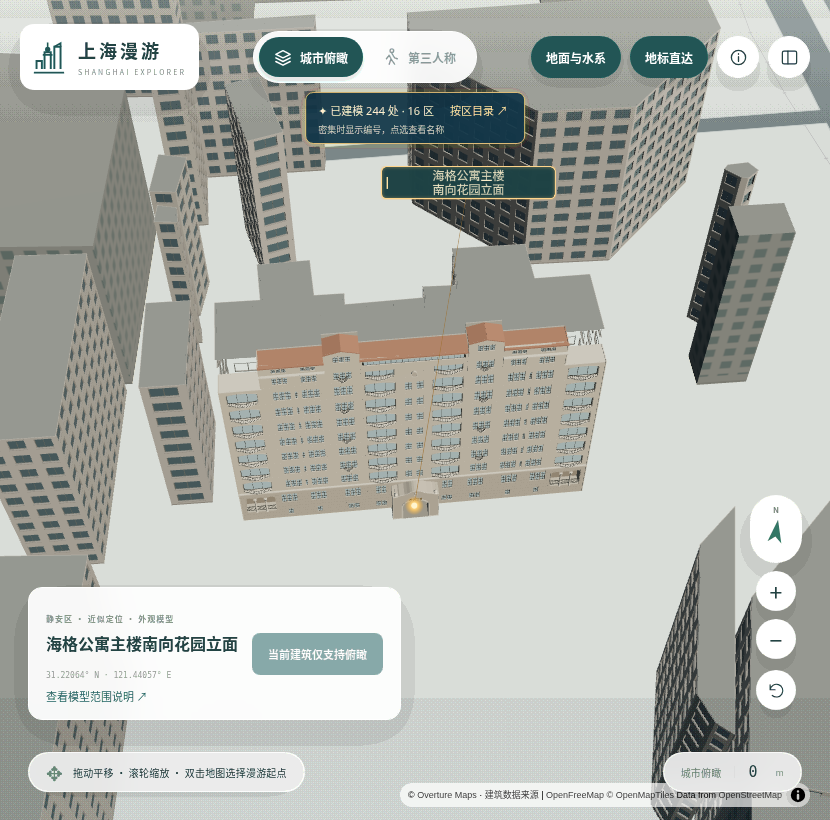 上海漫游
SHANGHAI EXPLORER
城市俯瞰
第三人称
地面与水系
地标直达
✦ 已建模 244 处 · 16 区 按区目录 ↗
密集时显示编号，点选查看名称
海格公寓主楼
南向花园立面
静安区 · 近似定位 · 外观模型
海格公寓主楼南向花园立面
当前建筑仅支持俯瞰
31.22064° N · 121.44057° E
查看模型范围说明 ↗
N
+
−
拖动平移 · 滚轮缩放 · 双击地图选择漫游起点
城市俯瞰 0 m
© Overture Maps · 建筑数据来源 | OpenFreeMap © OpenMapTiles Data from OpenStreetMap